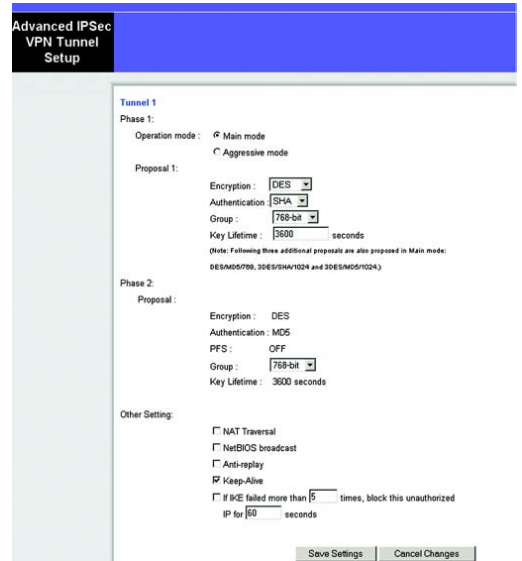 Advanced IPSec
VPN Tunnel
Setup
Tunnel 1
Phase 1:
Operation mode : Main mode
Aggressive mode
Proposal 1:
Encryption : DES
Authentication : SHA
Group : 768-bit
Key Lifetime : 3600 seconds
(Note: Following three additional proposals are also proposed in Main mode:
DES/MD5/768, 3DES/SHA/1024 and 3DES/MD5/1024.)
Phase 2:
Proposal :
Encryption : DES
Authentication : MD5
PFS : OFF
Group : 768-bit
Key Lifetime : 3600 seconds
Other Setting:
NAT Traversal
NetBIOS broadcast
Anti-replay
Keep-Alive
If IKE failed more than 5 times, block this unauthorized
IP for 60 seconds
Save Settings Cancel Changes